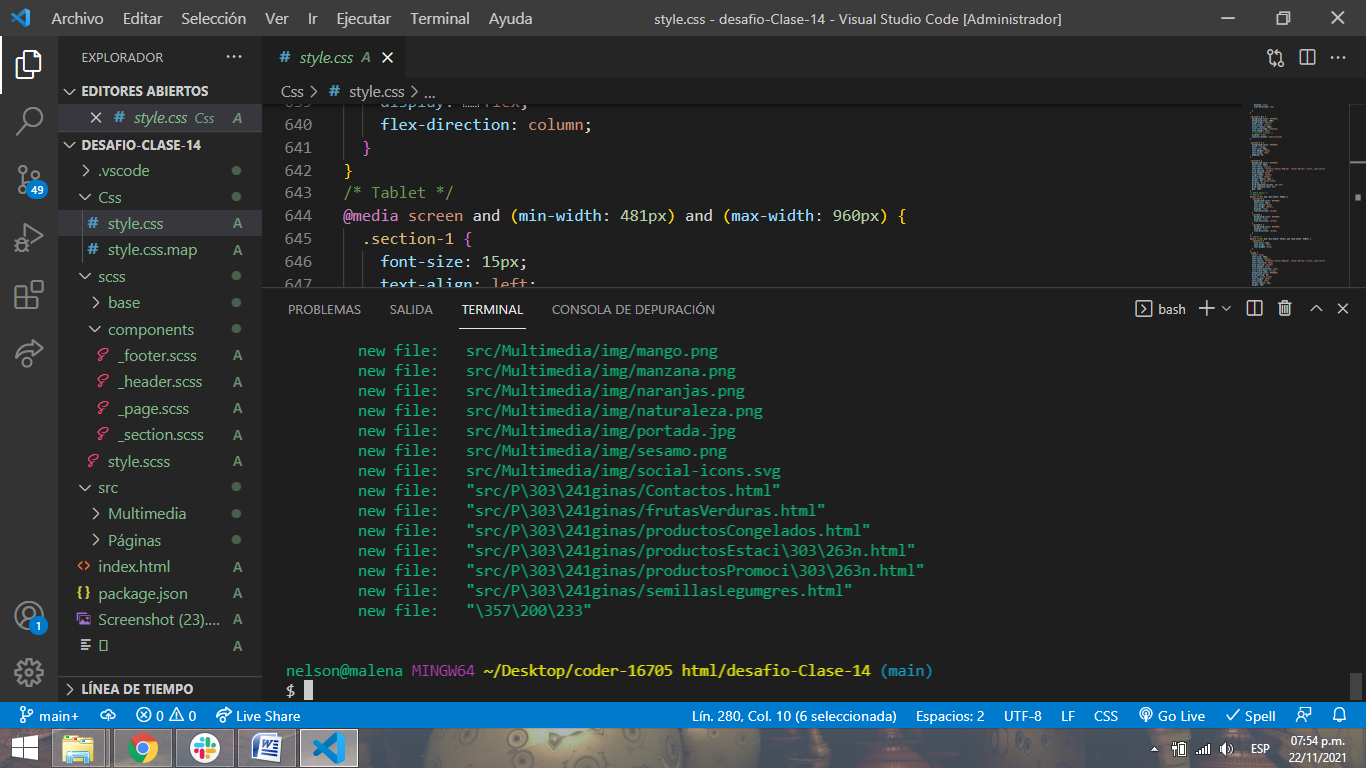 Archivo Editar Selección Ver Ir Ejecutar Terminal Ayuda
style.css - desafio-Clase-14 - Visual Studio Code [Administrador]
EXPLORADOR
EDITORES ABIERTOS
style.css Css A
DESAFIO-CLASE-14
.vscode
Css
style.css A
style.css.map A
scss
base
components
_footer.scss A
_header.scss A
_page.scss A
_section.scss A
style.scss A
src
Multimedia
Páginas
index.html A
package.json A
Screenshot (23).... A
A
LÍNEA DE TIEMPO
49
1
style.css A
Css > style.css > ...
639 display: flex;
640 flex-direction: column;
641 }
642 }
643 /* Tablet */
644 @media screen and (min-width: 481px) and (max-width: 960px) {
645 .section-1 {
646 font-size: 15px;
647 text-align: left;
PROBLEMAS SALIDA TERMINAL CONSOLA DE DEPURACIÓN
bash
new file: src/Multimedia/img/mango.png
new file: src/Multimedia/img/manzana.png
new file: src/Multimedia/img/naranjas.png
new file: src/Multimedia/img/naturaleza.png
new file: src/Multimedia/img/portada.jpg
new file: src/Multimedia/img/sesamo.png
new file: src/Multimedia/img/social-icons.svg
new file: "src/P\303\241ginas/Contactos.html"
new file: "src/P\303\241ginas/frutasVerduras.html"
new file: "src/P\303\241ginas/productosCongelados.html"
new file: "src/P\303\241ginas/productosEstaci\303\263n.html"
new file: "src/P\303\241ginas/productosPromoci\303\263n.html"
new file: "src/P\303\241ginas/semillasLegumgres.html"
new file: "\357\200\233"
nelson@malena MINGW64 ~/Desktop/coder-16705 html/desafio-Clase-14 (main)
$
main+ 0 0 Live Share
Lín. 280, Col. 10 (6 seleccionada) Espacios: 2 UTF-8 LF CSS Go Live Spell
ESP
07:54 p.m.
22/11/2021